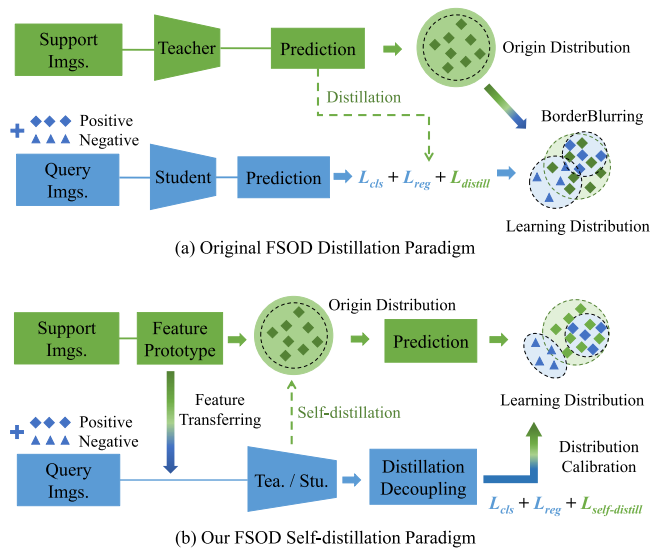 Support
Imgs.
Teacher
Prediction
Origin Distribution
Distillation
BorderBlurring
+ Positive
Negative
Query
Imgs.
Student
Prediction
L_cls + L_reg + L_distill
Learning Distribution
(a) Original FSOD Distillation Paradigm
Origin Distribution
Support
Imgs.
Feature
Prototype
Prediction
Learning Distribution
Feature
Transferring
Self-distillation
+ Positive
Negative
Query
Imgs.
Tea. / Stu.
Distillation
Decoupling
Distribution
Calibration
L_cls + L_reg + L_self-distill
(b) Our FSOD Self-distillation Paradigm